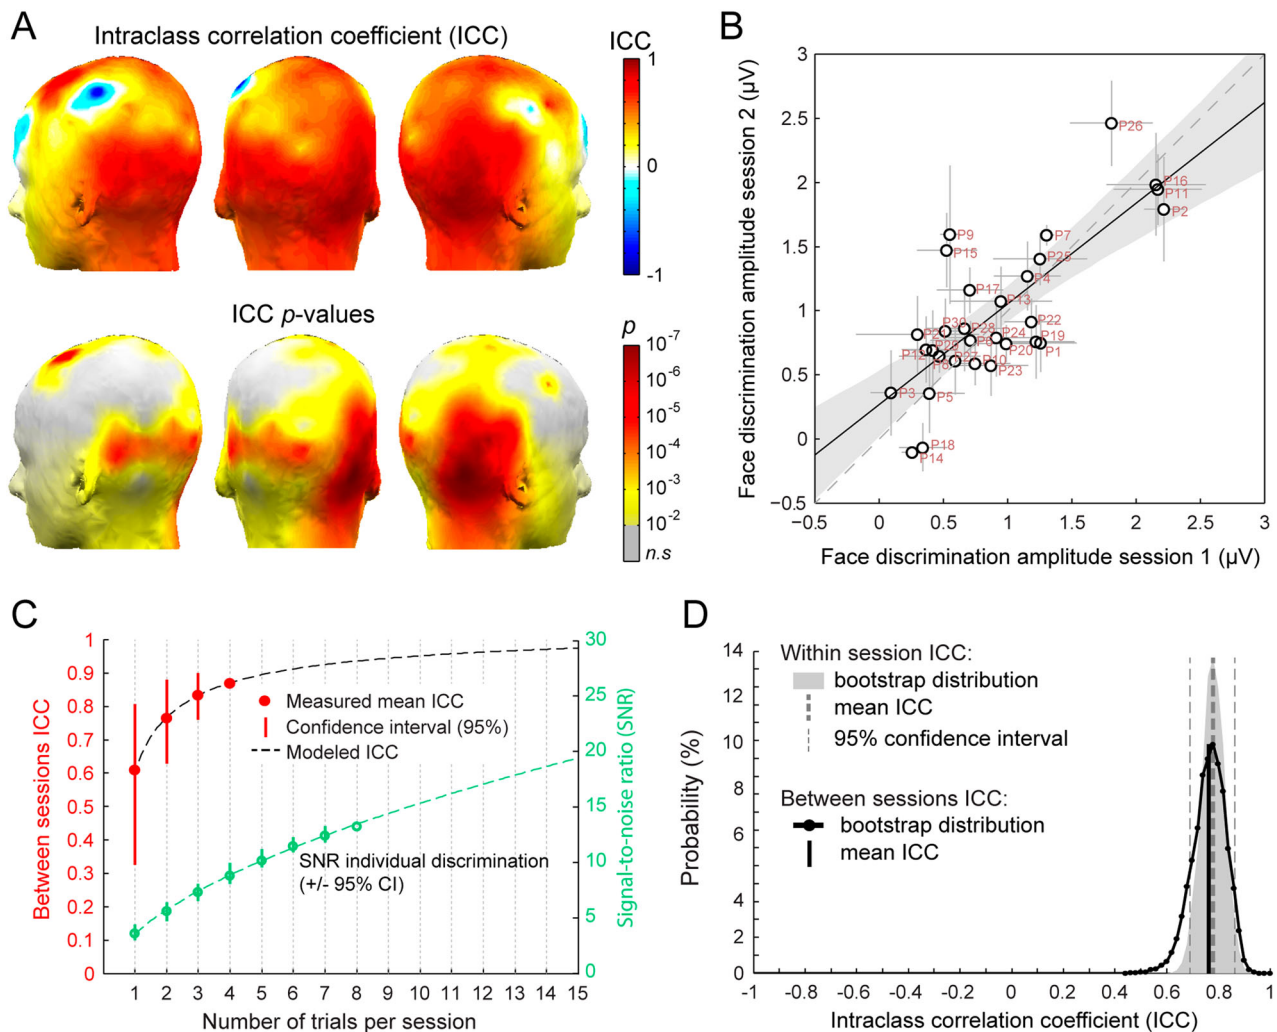 A
Intraclass correlation coefficient (ICC)
ICC
1
0
-1
ICC p-values
p
10-7
10-6
10-5
10-4
10-3
10-2
n.s
B
Face discrimination amplitude session 2 (µV)
3
2.5
2
1.5
1
0.5
0
−0.5
P26
P16
P11
P2
P9
P7
P15
P25
P4
P17
P13
P22
P30
P28
P24
P19
P6
P20
P1
P12
P27
P10
P8
P23
P3
P5
P18
P14
−0.5 0 0.5 1 1.5 2 2.5 3
Face discrimination amplitude session 1 (µV)
C
Between sessions ICC
1
0.9
0.8
0.7
0.6
0.5
0.4
0.3
0.2
0.1
0
Measured mean ICC
Confidence interval (95%)
Modeled ICC
SNR individual discrimination
(+/- 95% CI)
30
25
20
15
10
5
0
Signal-to-noise ratio (SNR)
1 2 3 4 5 6 7 8 9 10 11 12 13 14 15
Number of trials per session
D
Probability (%)
14
12
10
8
6
4
2
0
Within session ICC:
bootstrap distribution
mean ICC
95% confidence interval
Between sessions ICC:
bootstrap distribution
mean ICC
-1 -0.8 -0.6 -0.4 -0.2 0 0.2 0.4 0.6 0.8 1
Intraclass correlation coefficient (ICC)